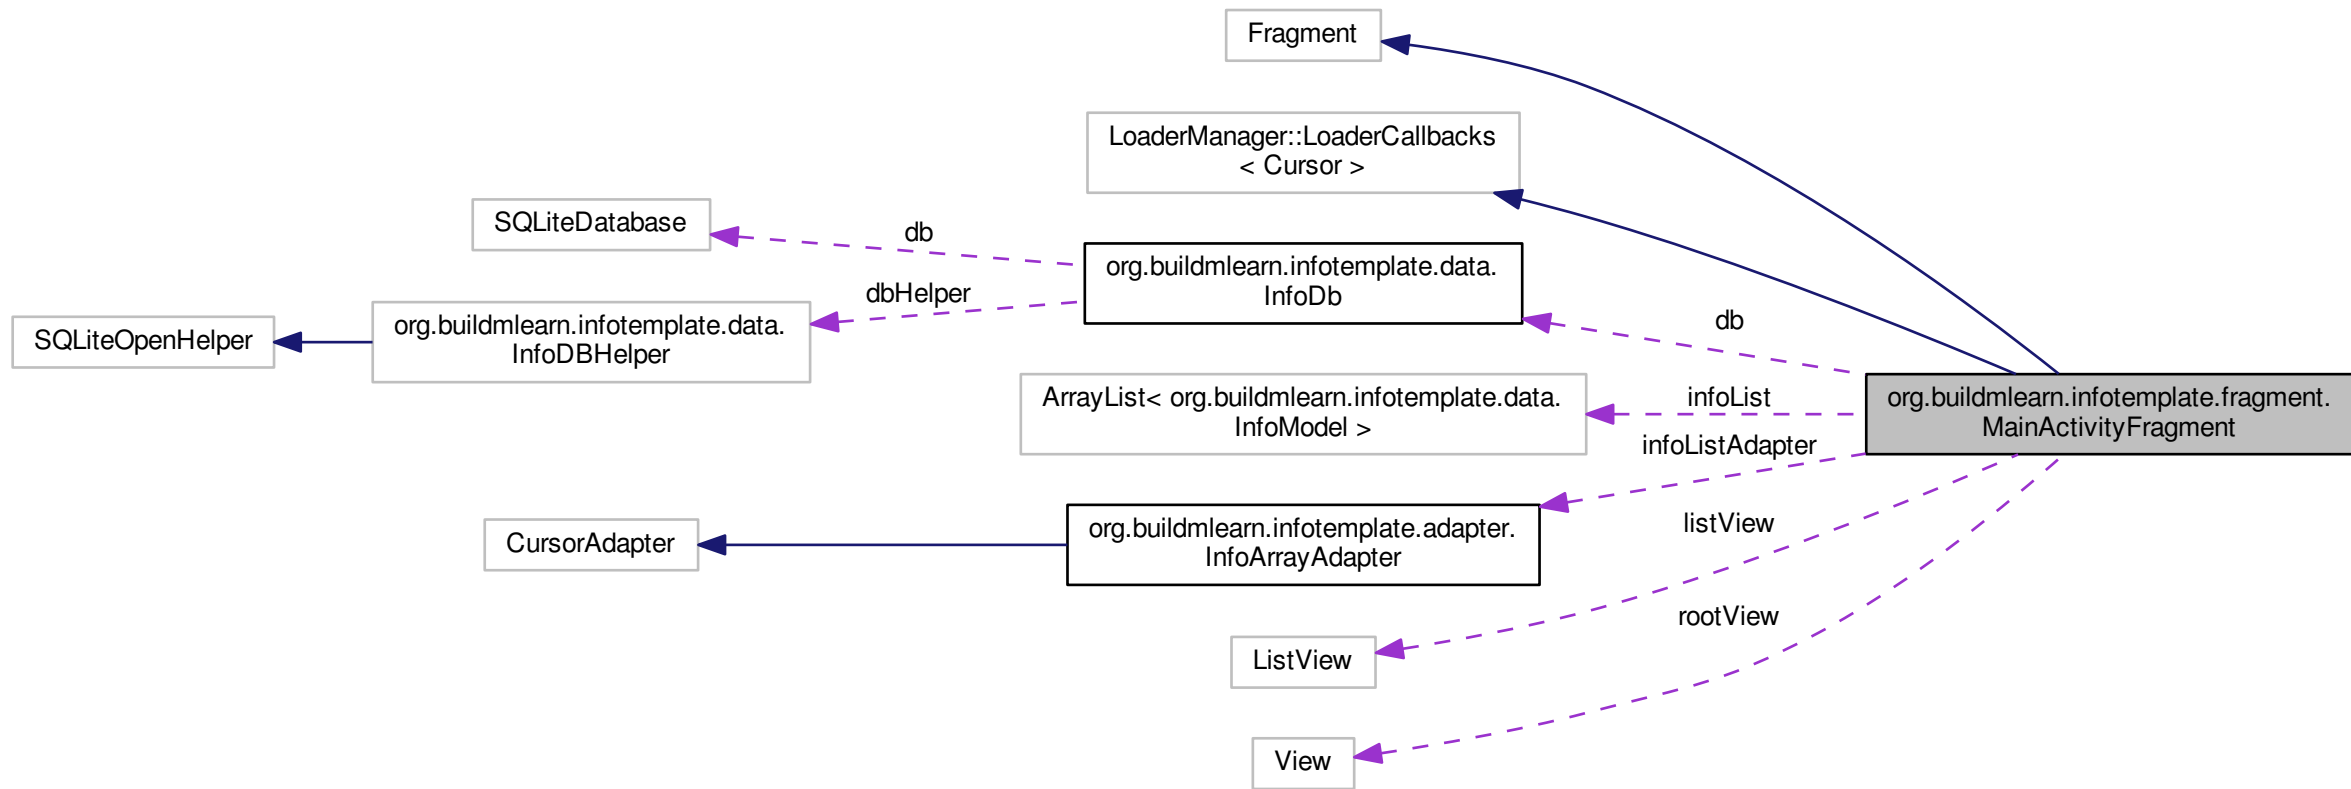 Fragment
LoaderManager::LoaderCallbacks
< Cursor >
SQLiteDatabase
db
org.buildmlearn.infotemplate.data.
InfoDb
dbHelper
SQLiteOpenHelper
org.buildmlearn.infotemplate.data.
InfoDBHelper
db
ArrayList< org.buildmlearn.infotemplate.data.
InfoModel >
infoList
org.buildmlearn.infotemplate.fragment.
MainActivityFragment
infoListAdapter
CursorAdapter
org.buildmlearn.infotemplate.adapter.
InfoArrayAdapter
listView
rootView
ListView
View